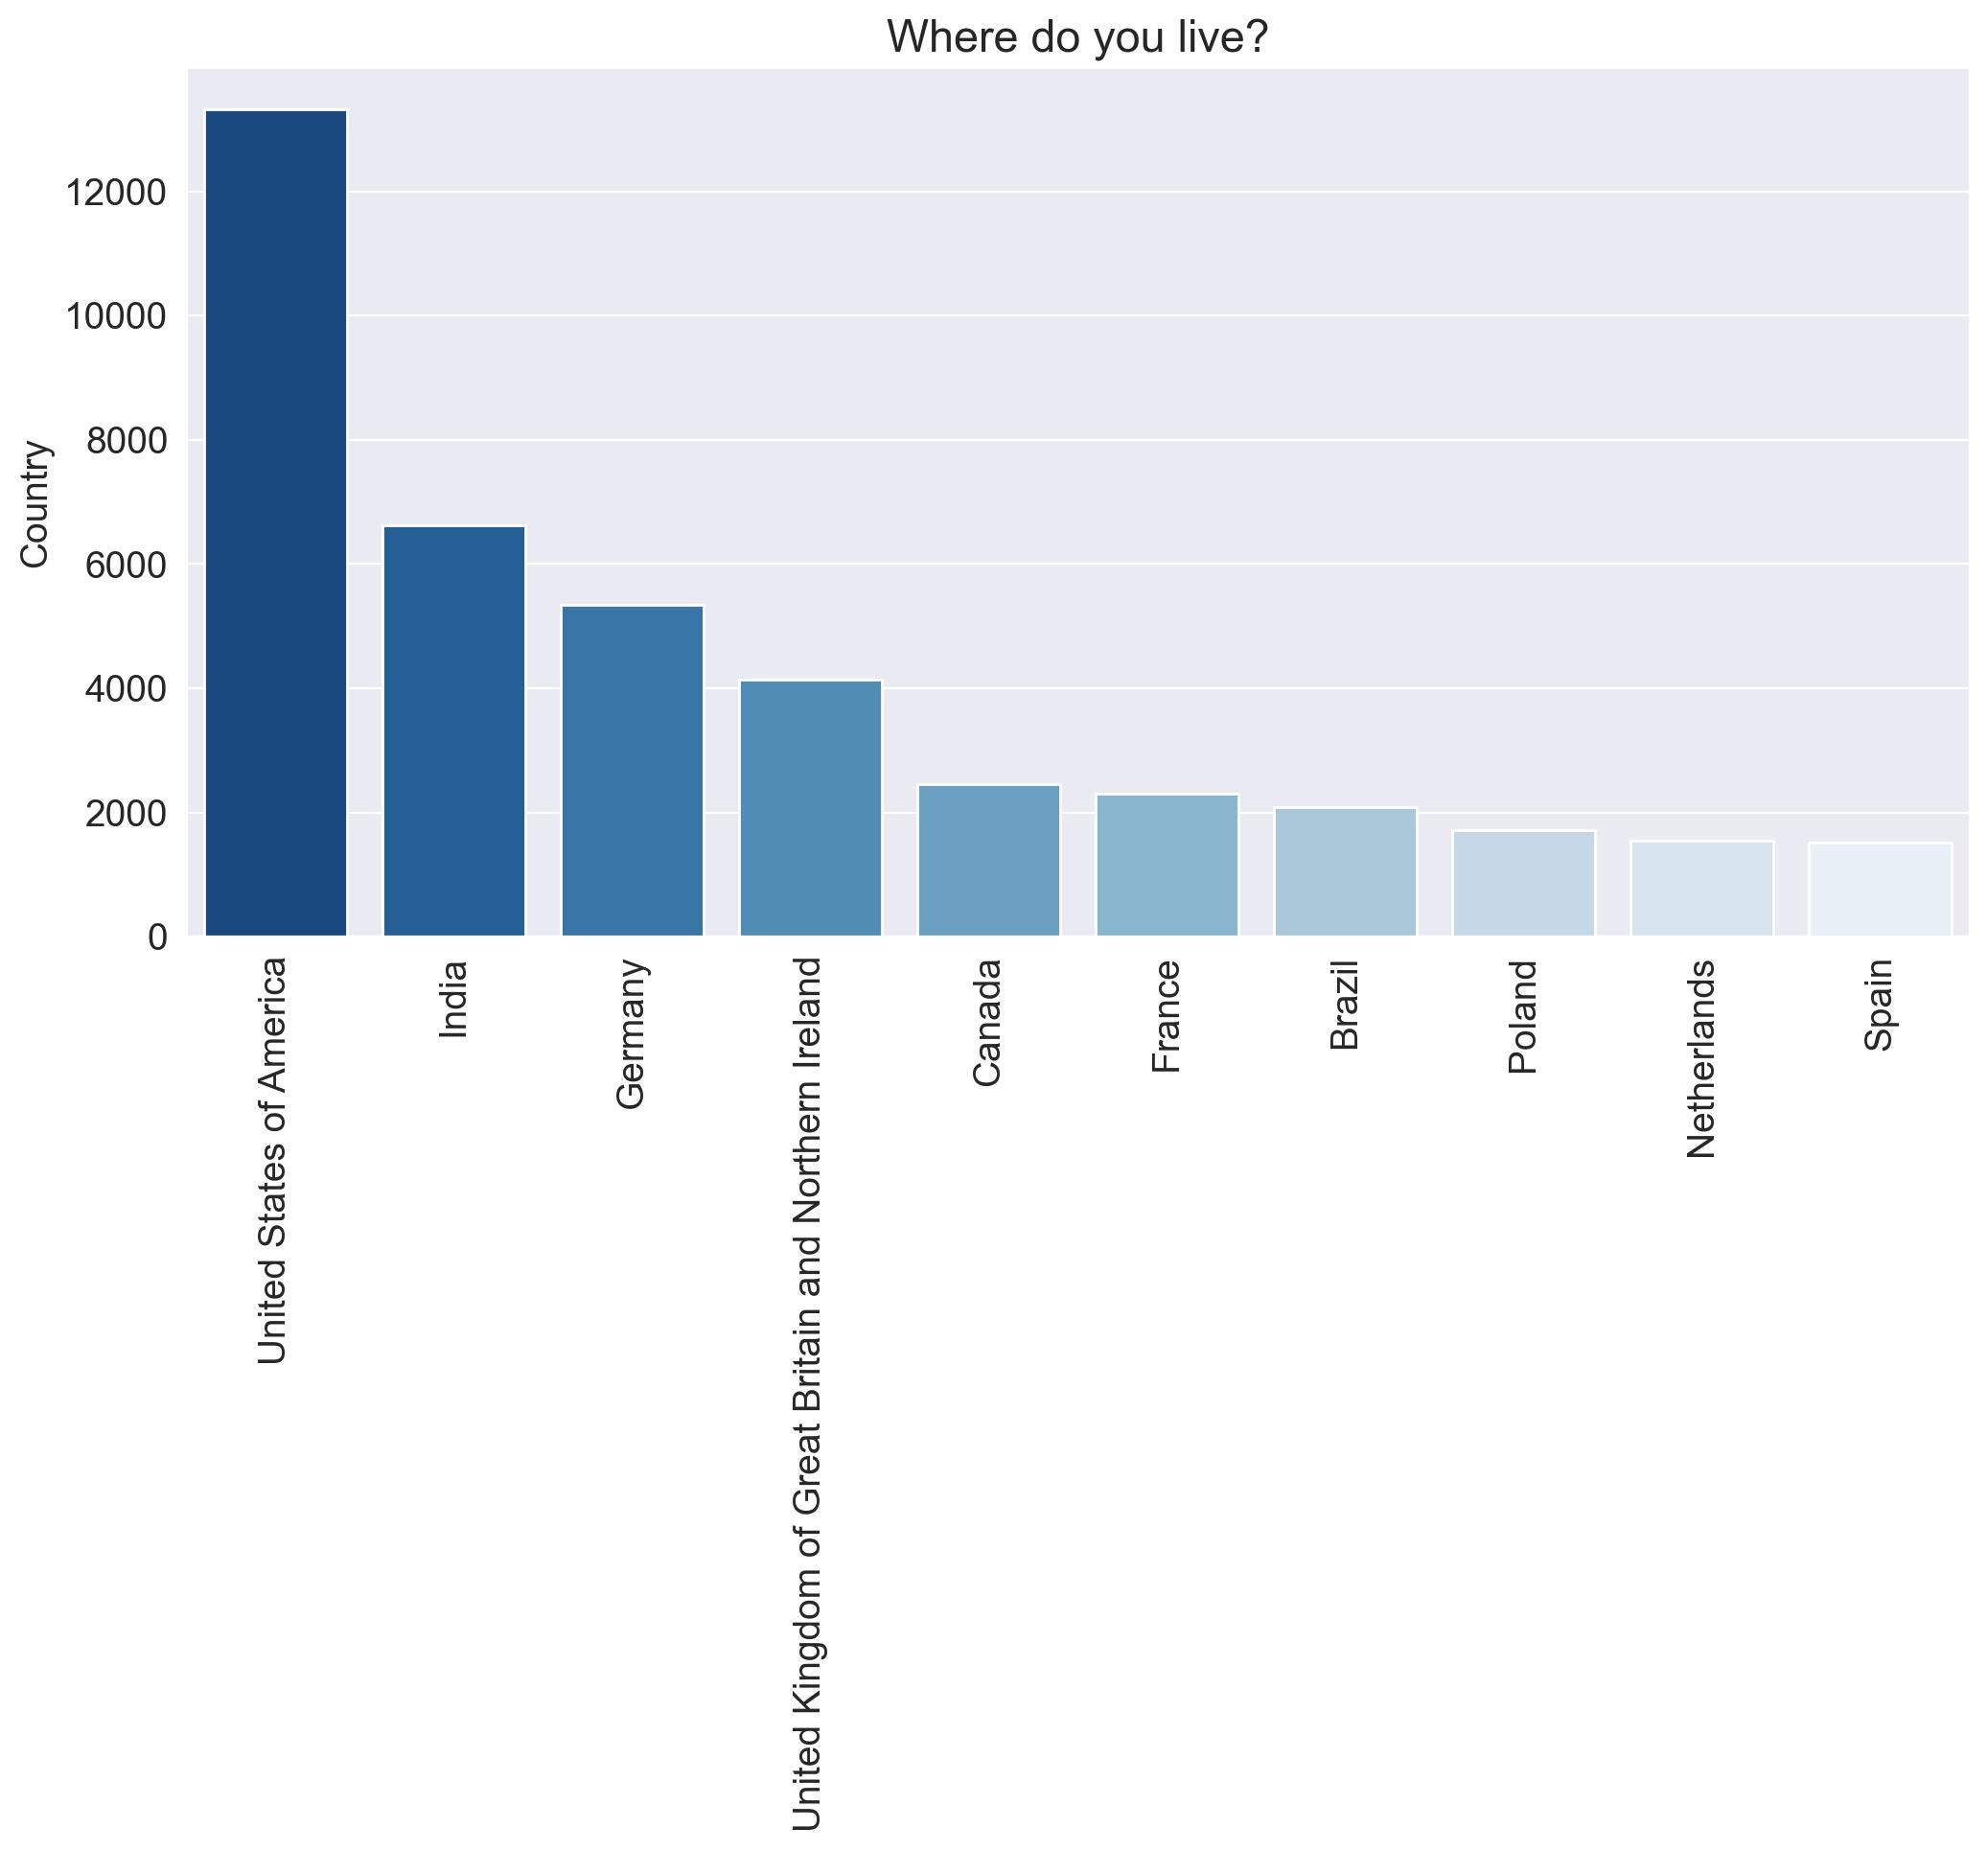 Where do you live?
Country
12000
10000
8000
6000
4000
2000
0
United States of America
India
Germany
United Kingdom of Great Britain and Northern Ireland
Canada
France
Brazil
Poland
Netherlands
Spain